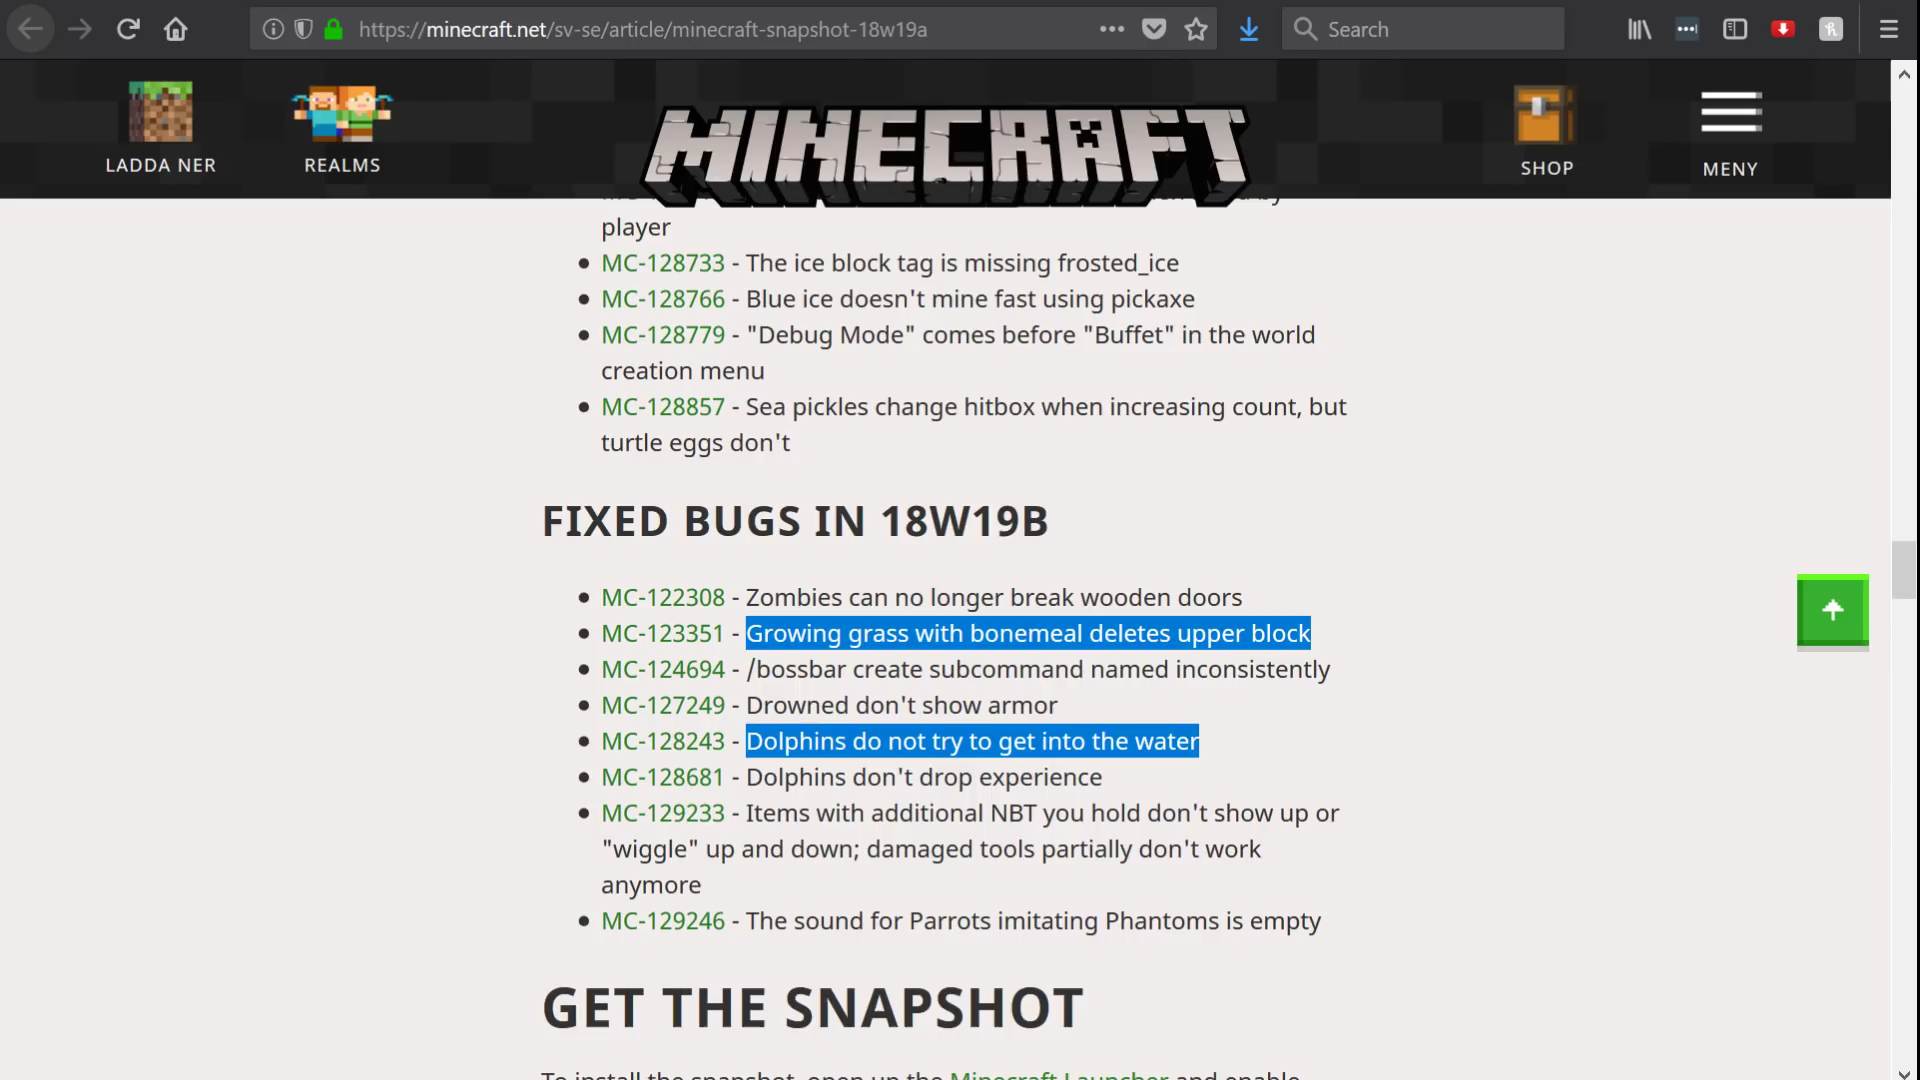 https://minecraft.net/sv-se/article/minecraft-snapshot-18w19a
Search
LADDA NER
REALMS
MINECRAFT
SHOP
MENY
by
player
MC-128733 - The ice block tag is missing frosted_ice
MC-128766 - Blue ice doesn't mine fast using pickaxe
MC-128779 - "Debug Mode" comes before "Buffet" in the world
creation menu
MC-128857 - Sea pickles change hitbox when increasing count, but
turtle eggs don't
FIXED BUGS IN 18W19B
MC-122308 - Zombies can no longer break wooden doors
MC-123351 - Growing grass with bonemeal deletes upper block
MC-124694 - /bossbar create subcommand named inconsistently
MC-127249 - Drowned don't show armor
MC-128243 - Dolphins do not try to get into the water
MC-128681 - Dolphins don't drop experience
MC-129233 - Items with additional NBT you hold don't show up or
"wiggle" up and down; damaged tools partially don't work
anymore
MC-129246 - The sound for Parrots imitating Phantoms is empty
GET THE SNAPSHOT
To install the snapshot, open up the Minecraft Launcher and enable